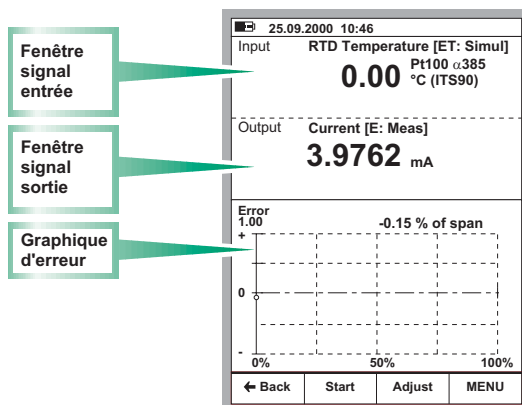 25.09.2000 10:46
Fenêtre
signal
entrée
Input RTD Temperature [ET: Simul]
0.00 Pt100 α385
°C (ITS90)
Fenêtre
signal
sortie
Output Current [E: Meas]
3.9762 mA
Graphique
d'erreur
Error
1.00 -0.15 % of span
+
0
-
0% 50% 100%
← Back Start Adjust MENU